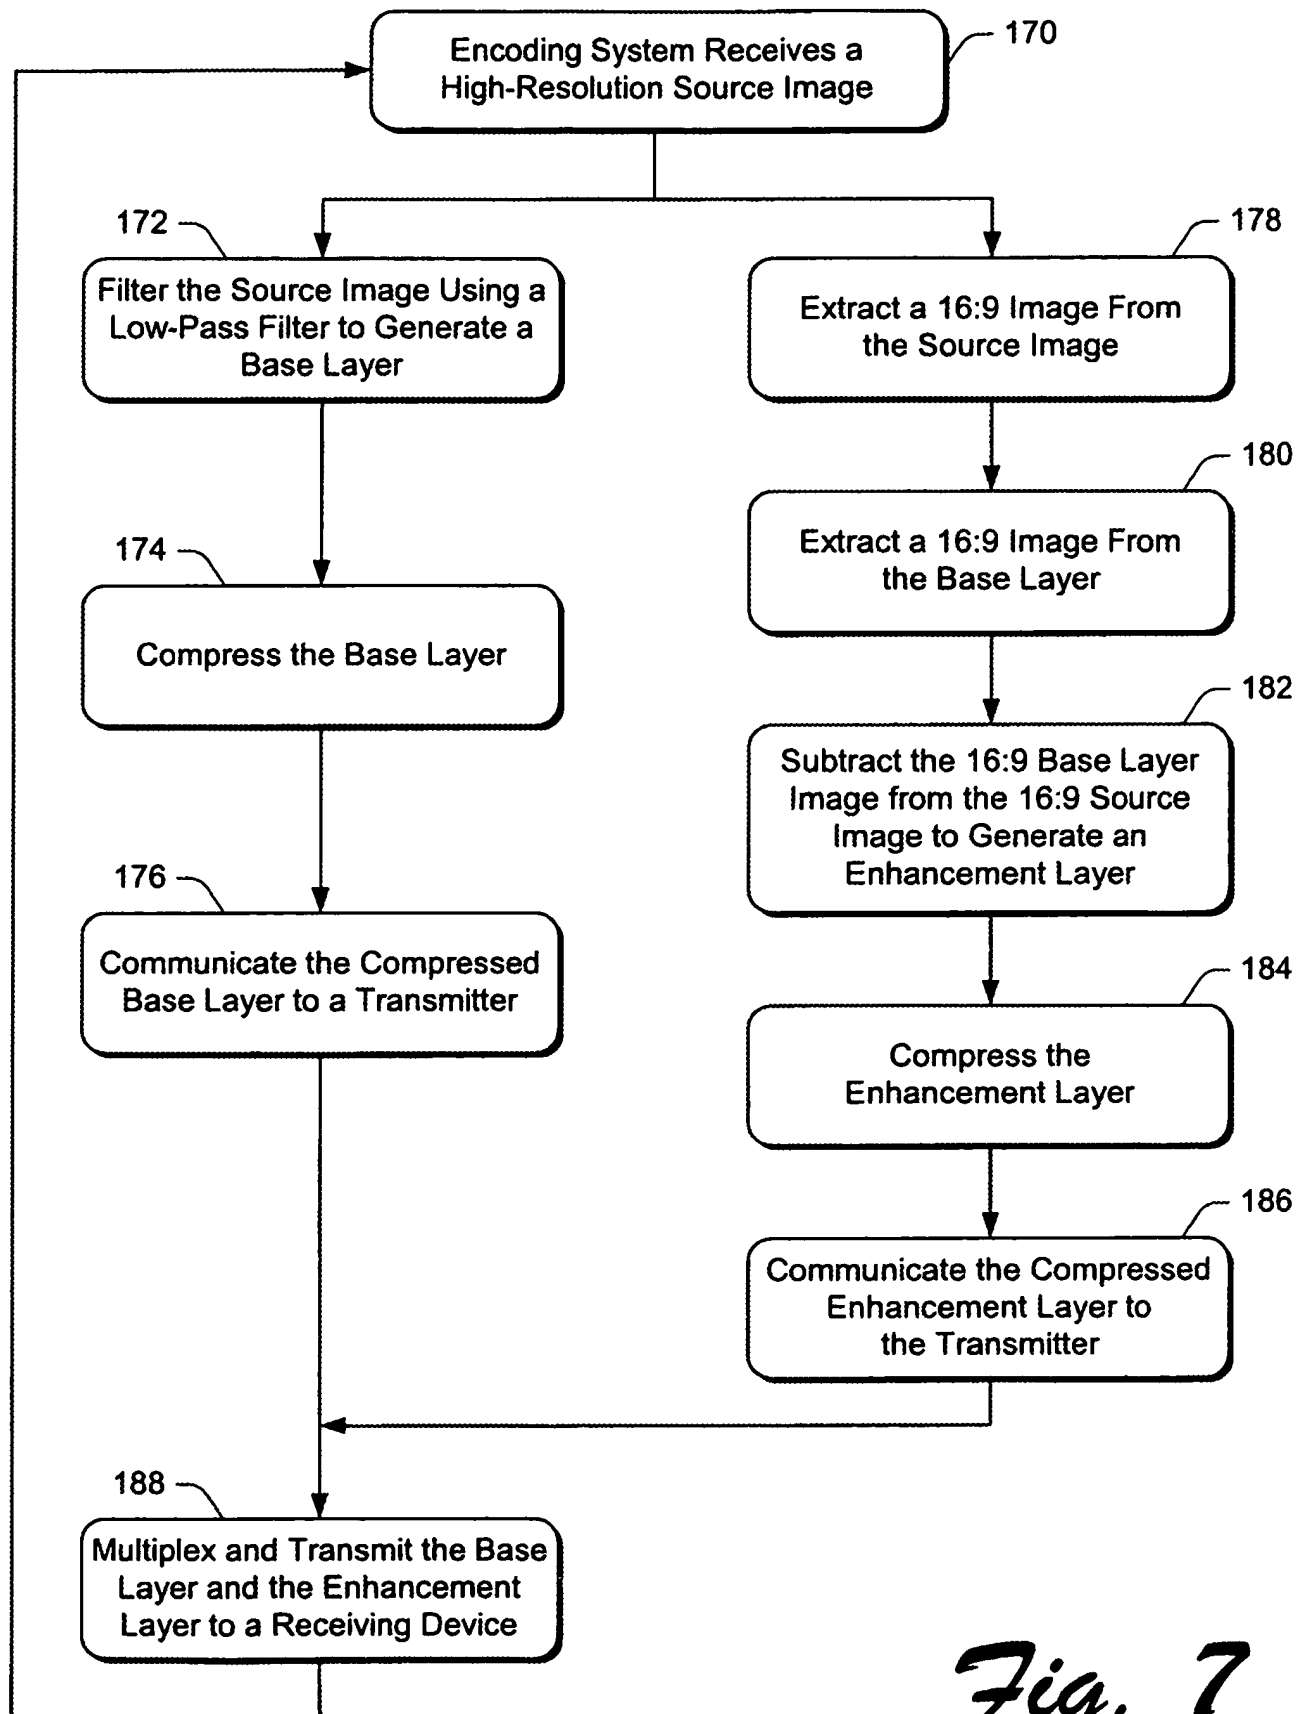 Encoding System Receives a
High-Resolution Source Image
170
172
Filter the Source Image Using a
Low-Pass Filter to Generate a
Base Layer
178
Extract a 16:9 Image From
the Source Image
180
Extract a 16:9 Image From
the Base Layer
174
Compress the Base Layer
182
Subtract the 16:9 Base Layer
Image from the 16:9 Source
Image to Generate an
Enhancement Layer
176
Communicate the Compressed
Base Layer to a Transmitter
184
Compress the
Enhancement Layer
186
Communicate the Compressed
Enhancement Layer to
the Transmitter
188
Multiplex and Transmit the Base
Layer and the Enhancement
Layer to a Receiving Device
Fig. 7